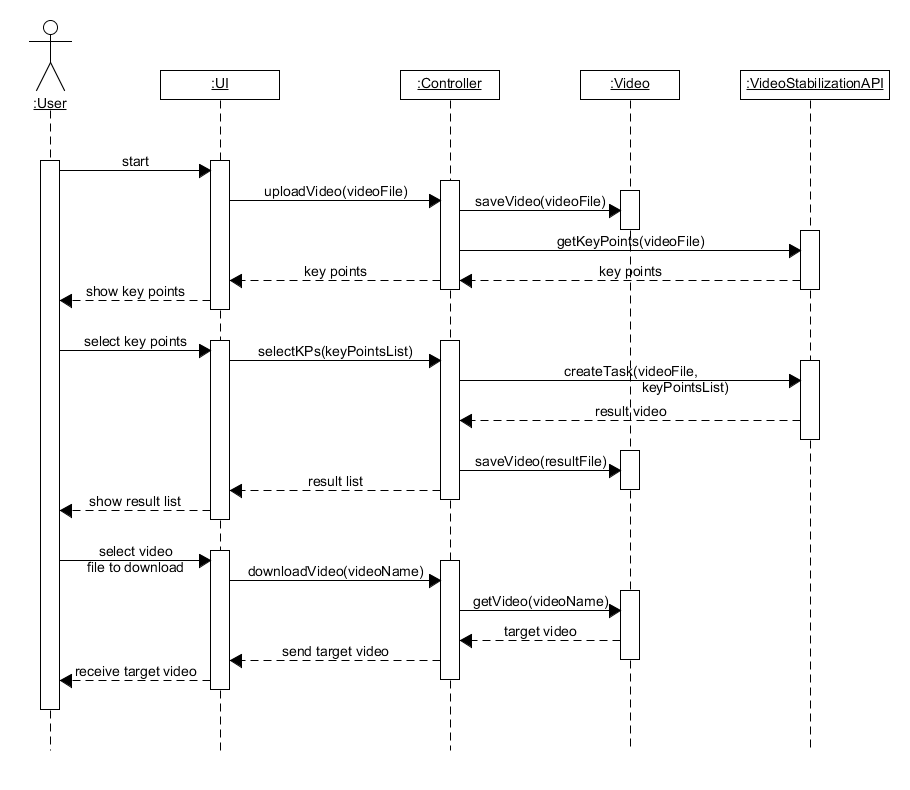 :User
:UI
:Controller
:Video
:VideoStabilizationAPI
start
uploadVideo(videoFile)
saveVideo(videoFile)
getKeyPoints(videoFile)
key points
key points
show key points
select key points
selectKPs(keyPointsList)
createTask(videoFile,
keyPointsList)
result video
saveVideo(resultFile)
result list
show result list
select video
file to download
downloadVideo(videoName)
getVideo(videoName)
target video
send target video
receive target video